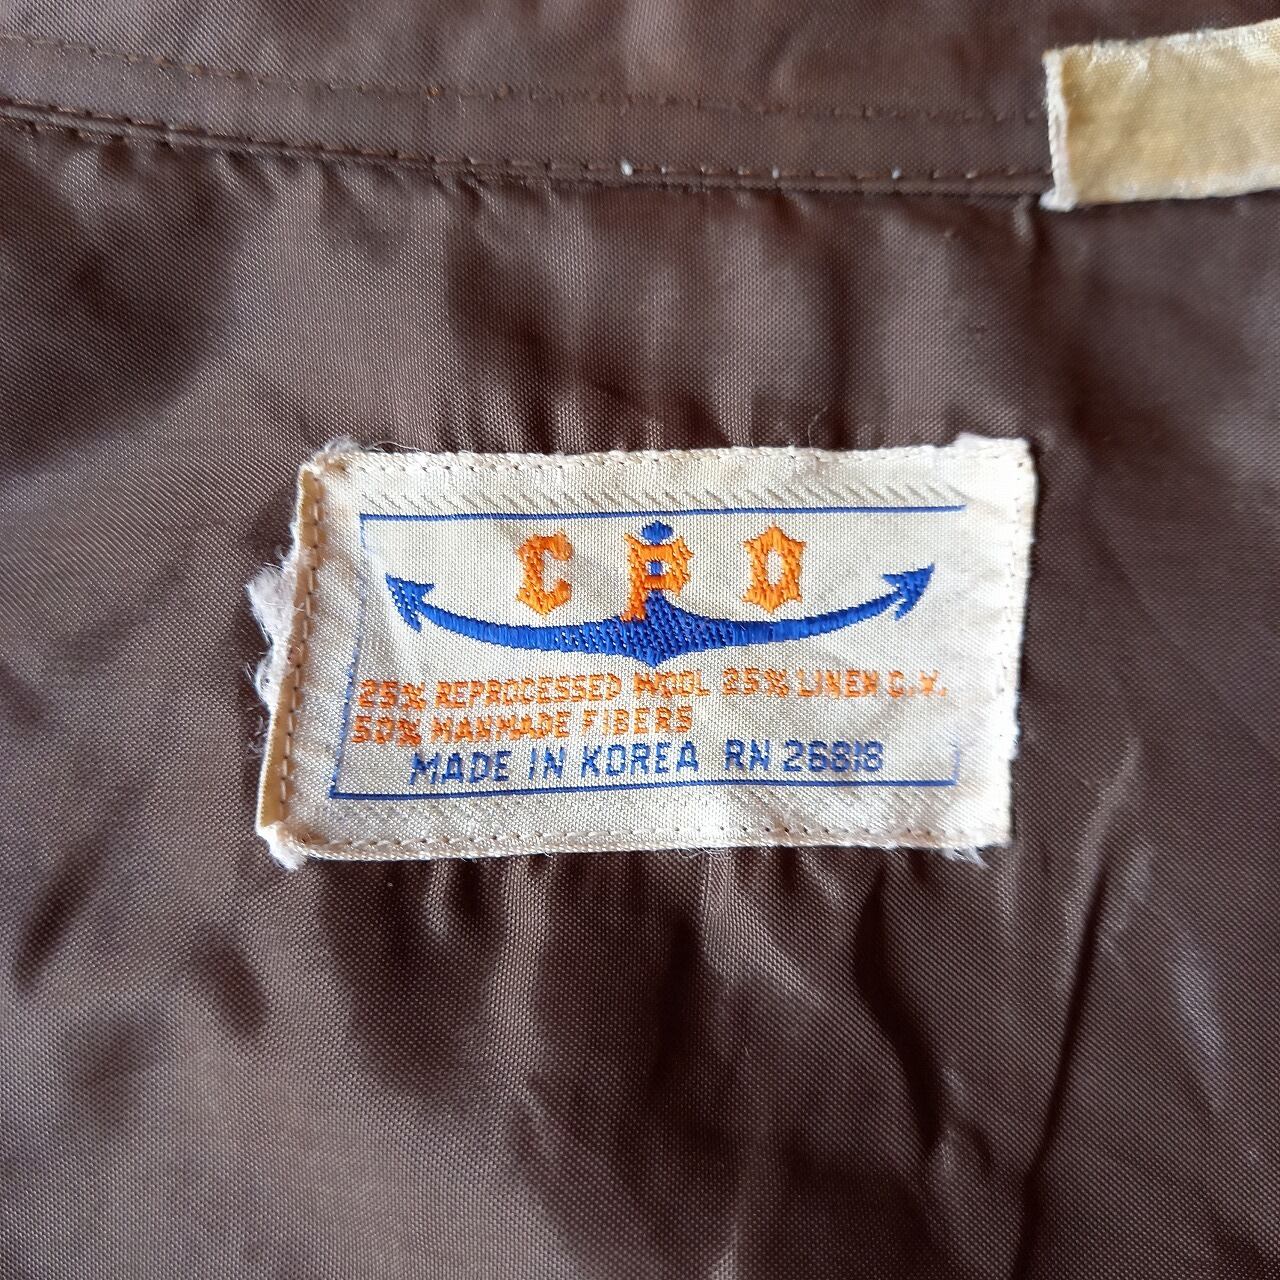 CPO
25% REPROCESSED WOOL 25% LINEN C.V.
50% MANMADE FIBERS
MADE IN KOREA RN 26818